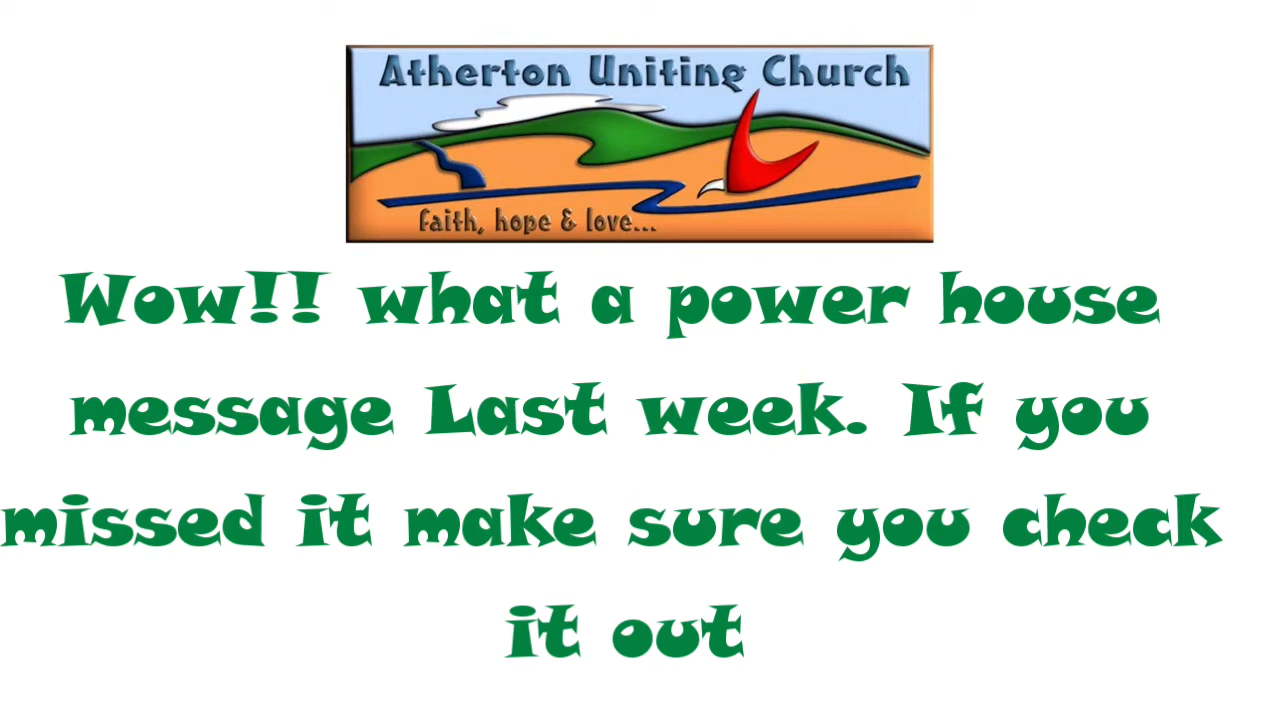 Atherton Uniting Church
faith, hope & love...
Wow!! what a power house
message Last week. If you
missed it make sure you check
it out